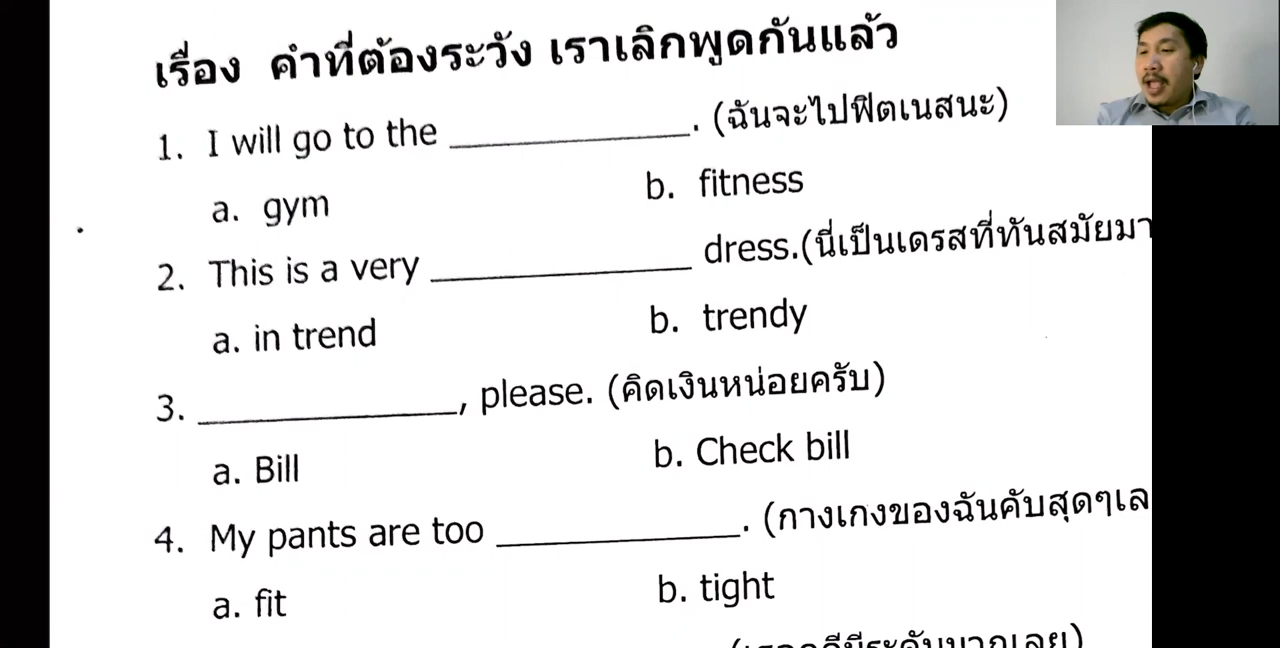 เรื่อง คำที่ต้องระวัง เราเลิกพูดกันแล้ว
1. I will go to the ____________. (ฉันจะไปฟิตเนสนะ)
a. gym b. fitness
2. This is a very ____________ dress.(นี่เป็นเดรสที่ทันสมัยมา
a. in trend b. trendy
3. ____________, please. (คิดเงินหน่อยครับ)
a. Bill b. Check bill
4. My pants are too ____________. (กางเกงของฉันคับสุดๆเล
a. fit b. tight